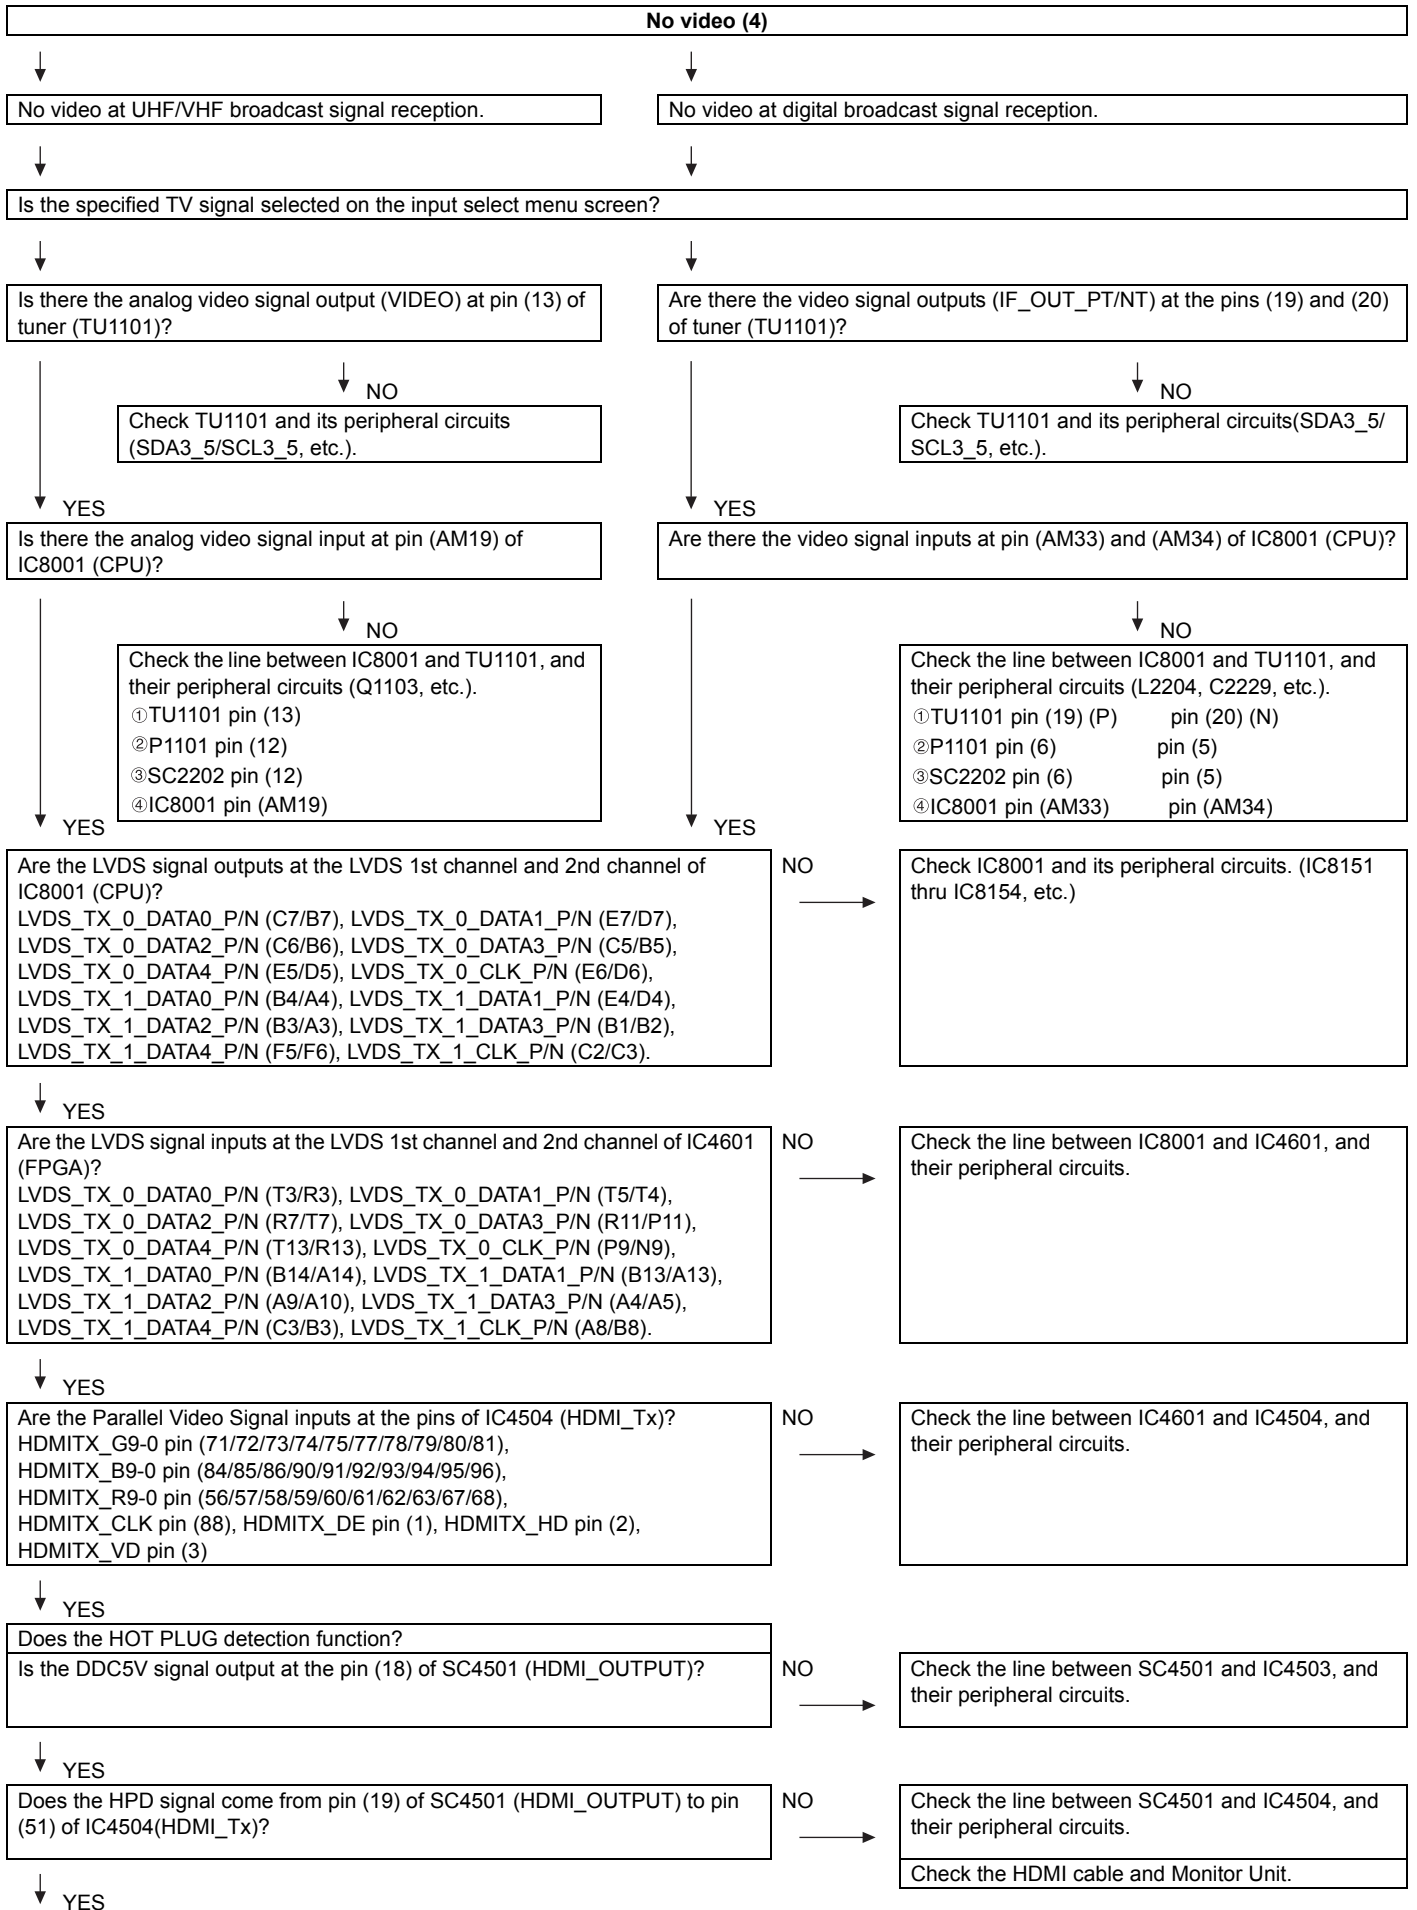 No video (4)
No video at UHF/VHF broadcast signal reception.
No video at digital broadcast signal reception.
Is the specified TV signal selected on the input select menu screen?
Is there the analog video signal output (VIDEO) at pin (13) of
tuner (TU1101)?
Are there the video signal outputs (IF_OUT_PT/NT) at the pins (19) and (20)
of tuner (TU1101)?
NO
Check TU1101 and its peripheral circuits
(SDA3_5/SCL3_5, etc.).
NO
Check TU1101 and its peripheral circuits(SDA3_5/
SCL3_5, etc.).
YES
YES
Is there the analog video signal input at pin (AM19) of
IC8001 (CPU)?
Are there the video signal inputs at pin (AM33) and (AM34) of IC8001 (CPU)?
NO
Check the line between IC8001 and TU1101, and
their peripheral circuits (Q1103, etc.).
①TU1101 pin (13)
②P1101 pin (12)
③SC2202 pin (12)
④IC8001 pin (AM19)
NO
Check the line between IC8001 and TU1101, and
their peripheral circuits (L2204, C2229, etc.).
①TU1101 pin (19) (P) pin (20) (N)
②P1101 pin (6) pin (5)
③SC2202 pin (6) pin (5)
④IC8001 pin (AM33) pin (AM34)
YES
YES
Are the LVDS signal outputs at the LVDS 1st channel and 2nd channel of
IC8001 (CPU)?
LVDS_TX_0_DATA0_P/N (C7/B7), LVDS_TX_0_DATA1_P/N (E7/D7),
LVDS_TX_0_DATA2_P/N (C6/B6), LVDS_TX_0_DATA3_P/N (C5/B5),
LVDS_TX_0_DATA4_P/N (E5/D5), LVDS_TX_0_CLK_P/N (E6/D6),
LVDS_TX_1_DATA0_P/N (B4/A4), LVDS_TX_1_DATA1_P/N (E4/D4),
LVDS_TX_1_DATA2_P/N (B3/A3), LVDS_TX_1_DATA3_P/N (B1/B2),
LVDS_TX_1_DATA4_P/N (F5/F6), LVDS_TX_1_CLK_P/N (C2/C3).
NO
Check IC8001 and its peripheral circuits. (IC8151
thru IC8154, etc.)
YES
Are the LVDS signal inputs at the LVDS 1st channel and 2nd channel of IC4601
(FPGA)?
LVDS_TX_0_DATA0_P/N (T3/R3), LVDS_TX_0_DATA1_P/N (T5/T4),
LVDS_TX_0_DATA2_P/N (R7/T7), LVDS_TX_0_DATA3_P/N (R11/P11),
LVDS_TX_0_DATA4_P/N (T13/R13), LVDS_TX_0_CLK_P/N (P9/N9),
LVDS_TX_1_DATA0_P/N (B14/A14), LVDS_TX_1_DATA1_P/N (B13/A13),
LVDS_TX_1_DATA2_P/N (A9/A10), LVDS_TX_1_DATA3_P/N (A4/A5),
LVDS_TX_1_DATA4_P/N (C3/B3), LVDS_TX_1_CLK_P/N (A8/B8).
NO
Check the line between IC8001 and IC4601, and
their peripheral circuits.
YES
Are the Parallel Video Signal inputs at the pins of IC4504 (HDMI_Tx)?
HDMITX_G9-0 pin (71/72/73/74/75/77/78/79/80/81),
HDMITX_B9-0 pin (84/85/86/90/91/92/93/94/95/96),
HDMITX_R9-0 pin (56/57/58/59/60/61/62/63/67/68),
HDMITX_CLK pin (88), HDMITX_DE pin (1), HDMITX_HD pin (2),
HDMITX_VD pin (3)
NO
Check the line between IC4601 and IC4504, and
their peripheral circuits.
YES
Does the HOT PLUG detection function?
Is the DDC5V signal output at the pin (18) of SC4501 (HDMI_OUTPUT)?
NO
Check the line between SC4501 and IC4503, and
their peripheral circuits.
YES
Does the HPD signal come from pin (19) of SC4501 (HDMI_OUTPUT) to pin
(51) of IC4504(HDMI_Tx)?
NO
Check the line between SC4501 and IC4504, and
their peripheral circuits.
Check the HDMI cable and Monitor Unit.
YES